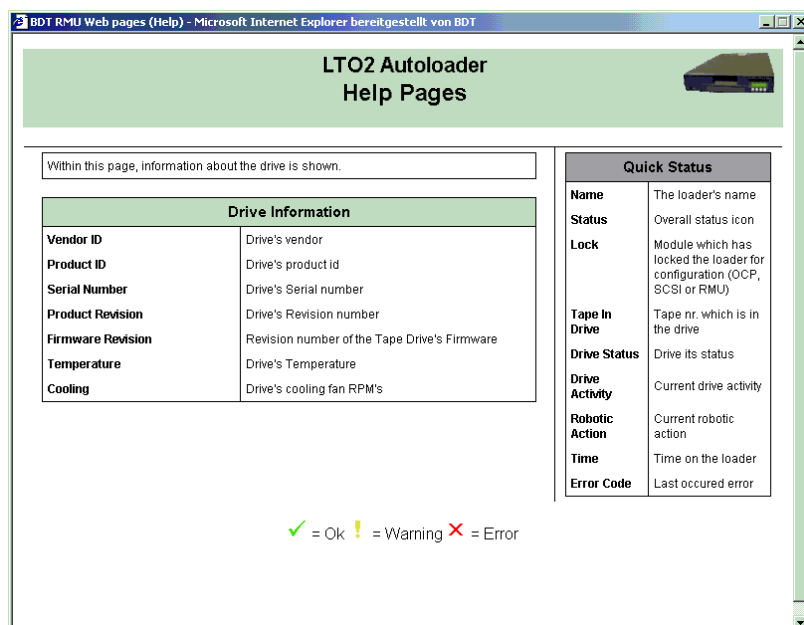 BDT RMU Web pages (Help) - Microsoft Internet Explorer bereitgestellt von BDT
LTO2 Autoloader
Help Pages
Within this page, information about the drive is shown.
Drive Information
Vendor ID Drive's vendor
Product ID Drive's product id
Serial Number Drive's Serial number
Product Revision Drive's Revision number
Firmware Revision Revision number of the Tape Drive's Firmware
Temperature Drive's Temperature
Cooling Drive's cooling fan RPM's
Quick Status
Name The loader's name
Status Overall status icon
Lock Module which has
locked the loader for
configuration (OCP,
SCSI or RMU)
Tape In Tape nr. which is in
Drive the drive
Drive Status Drive its status
Drive
Activity Current drive activity
Robotic Current robotic
Action action
Time Time on the loader
Error Code Last occured error
= Ok = Warning = Error